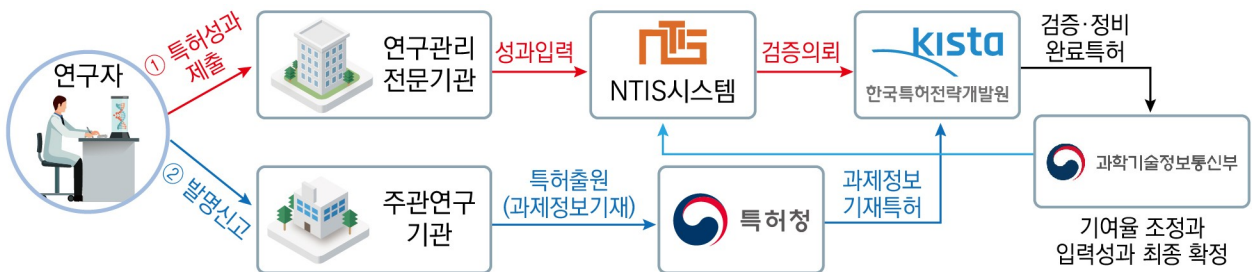 연구자
① 특허성과
제출
연구관리
전문기관
성과입력
NTIS
NTIS시스템
검증의뢰
kista
한국특허전략개발원
검증·정비
완료특허
② 발명신고
주관연구
기관
특허출원
(과제정보기재)
특허청
과제정보
기재특허
과학기술정보통신부
기여율 조정과
입력성과 최종 확정